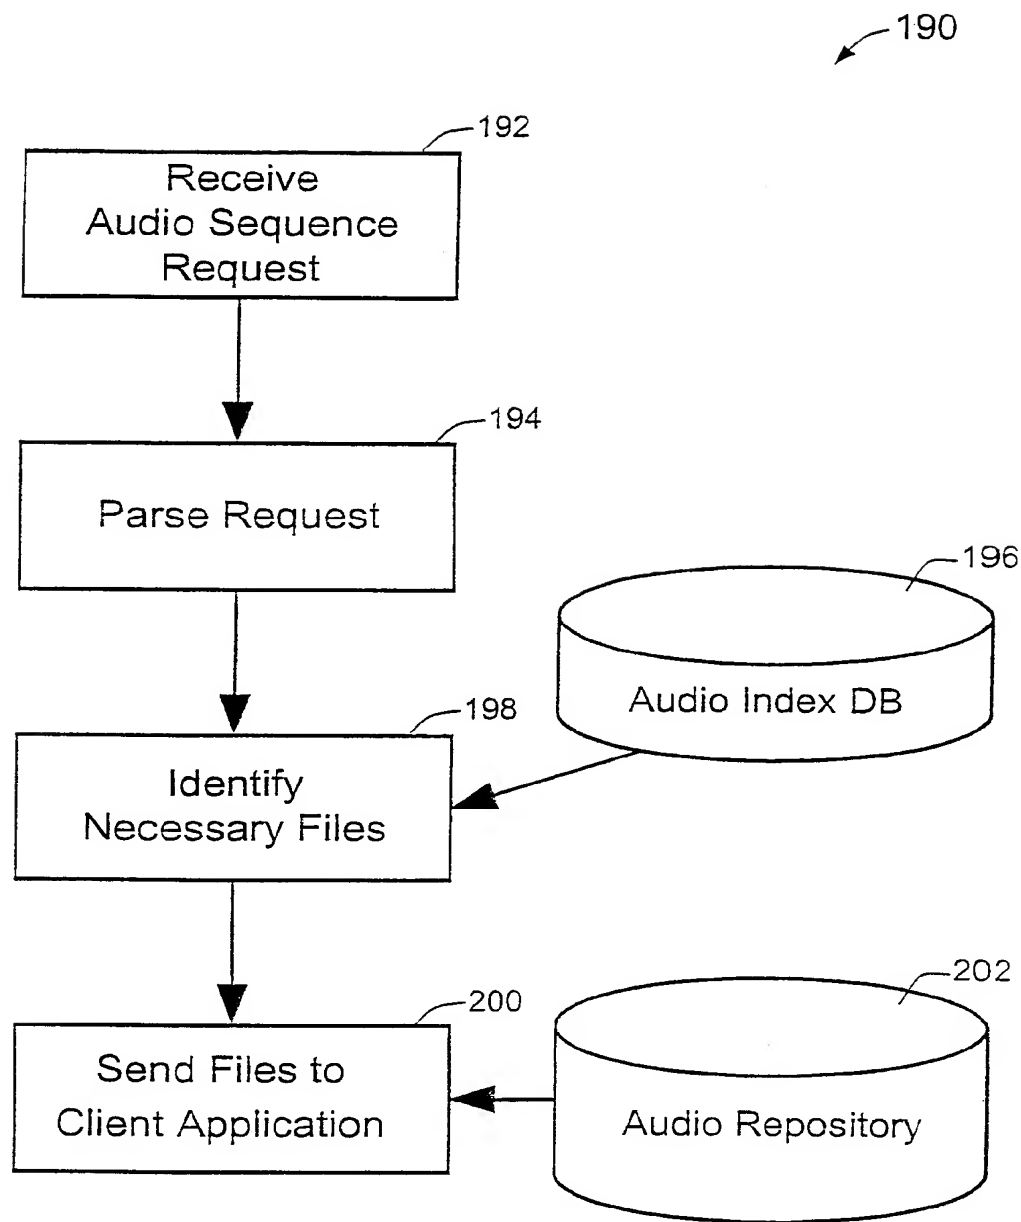 190
192
Receive
Audio Sequence
Request
194
Parse Request
196
Audio Index DB
198
Identify
Necessary Files
200
Send Files to
Client Application
202
Audio Repository